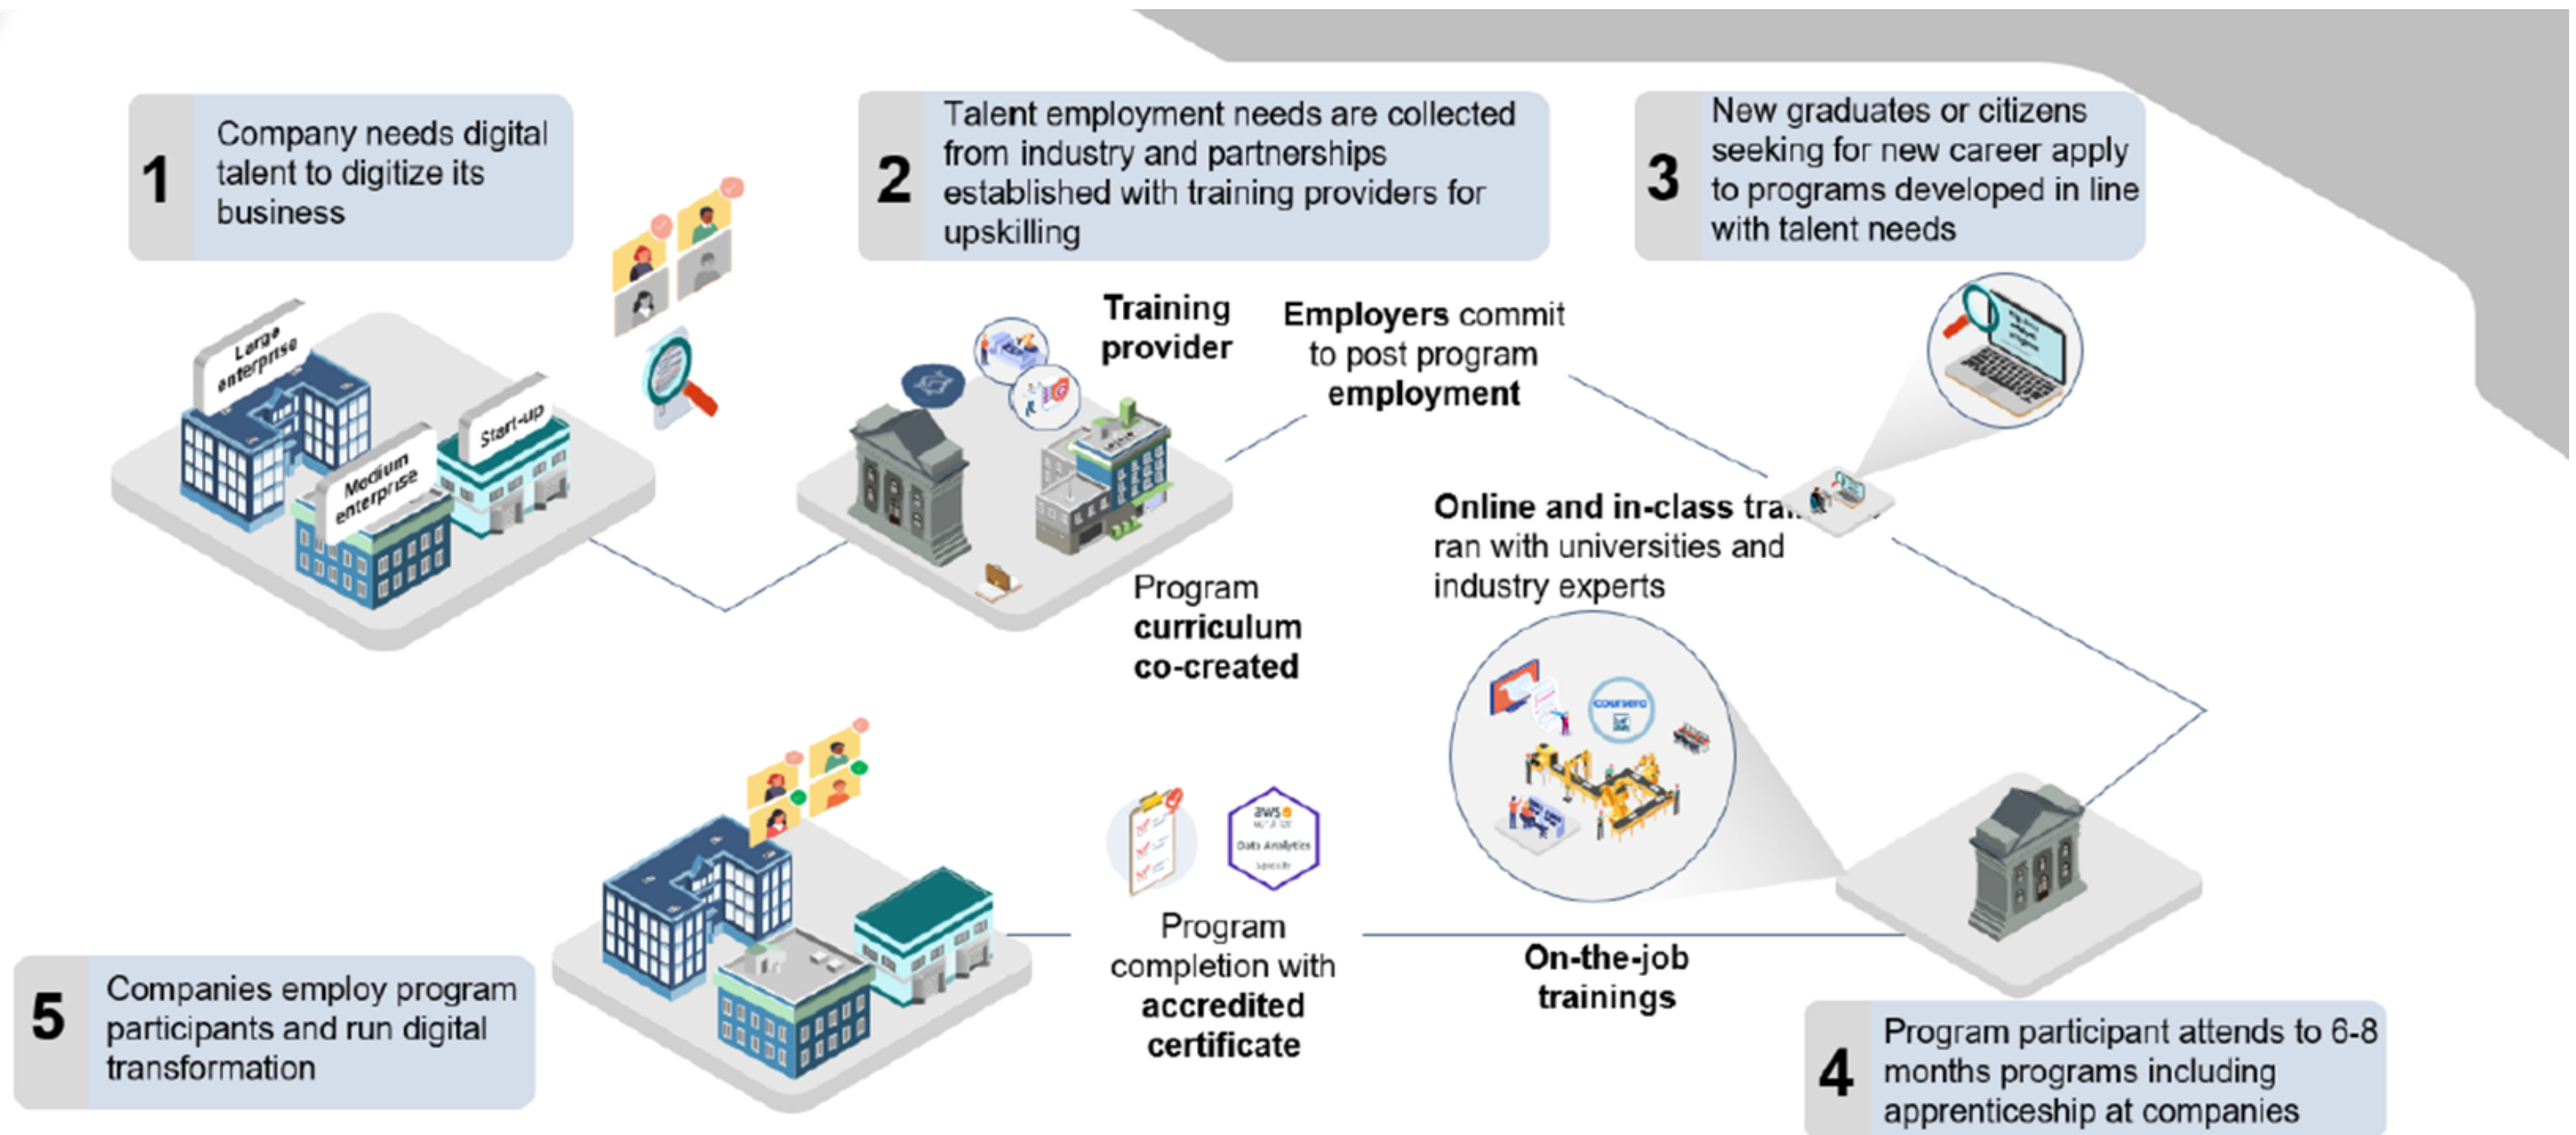 1
Company needs digital
talent to digitize its
business
2
Talent employment needs are collected
from industry and partnerships
established with training providers for
upskilling
3
New graduates or citizens
seeking for new career apply
to programs developed in line
with talent needs
Large
enterprise
Medium
enterprise
Start-up
Training
provider
Employers commit
to post program
employment
Program
curriculum
co-created
Online and in-class
ran with universities and
industry experts
coursera
aws
Data Analytics
Specialty
Program
completion with
accredited
certificate
On-the-job
trainings
4
Program participant attends to 6-8
months programs including
apprenticeship at companies
5
Companies employ program
participants and run digital
transformation